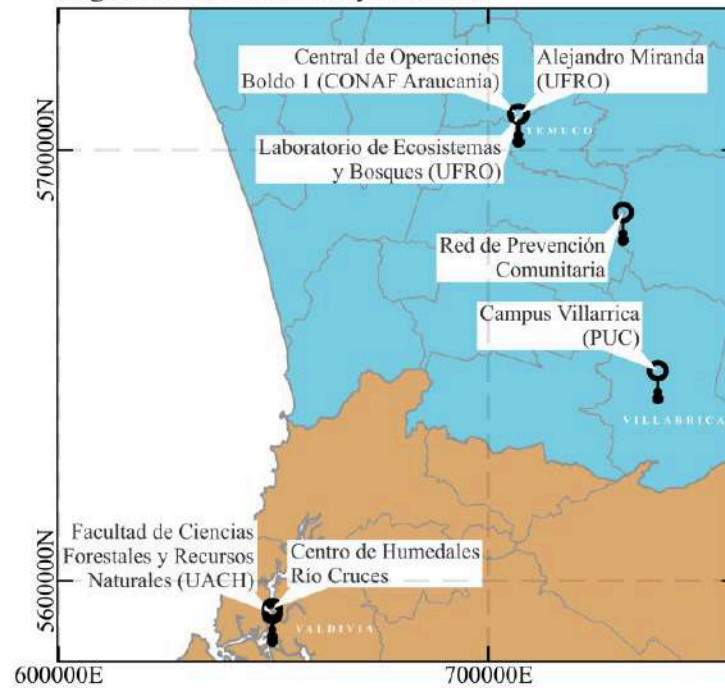 Central de Operaciones
Boldo 1 (CONAF Araucanía)
Alejandro Miranda
(UFRO)
TEMUCO
Laboratorio de Ecosistemas
y Bosques (UFRO)
5700000N
Red de Prevención
Comunitaria
Campus Villarrica
(PUC)
VILLARRICA
Facultad de Ciencias
Forestales y Recursos
Naturales (UACH)
Centro de Humedales
Río Cruces
5600000N
VALDIVIA
600000E
700000E